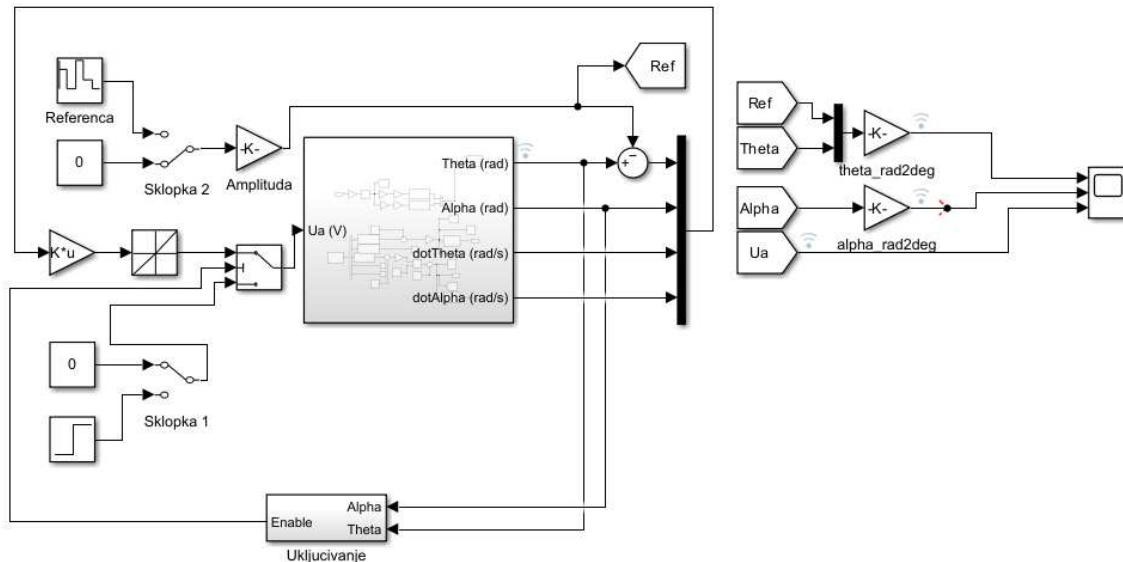 Ref
Referenca
0
Sklopka 2
-K-
Amplituda
Theta (rad)
Alpha (rad)
Ua (V)
dotTheta (rad/s)
dotAlpha (rad/s)
+
−
K*u
0
Sklopka 1
Enable
Alpha
Theta
Ukljucivanje
Ref
Theta
-K-
theta_rad2deg
Alpha
-K-
alpha_rad2deg
Ua